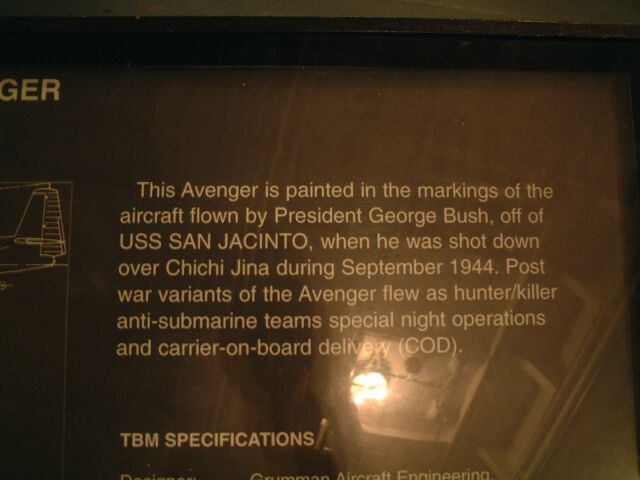 GER
This Avenger is painted in the markings of the
aircraft flown by President George Bush, off of
USS SAN JACINTO, when he was shot down
over Chichi Jina during September 1944. Post
war variants of the Avenger flew as hunter/killer
anti-submarine teams special night operations
and carrier-on-board delivery (COD).
TBM SPECIFICATIONS
Designer: Grumman Aircraft Engineering,